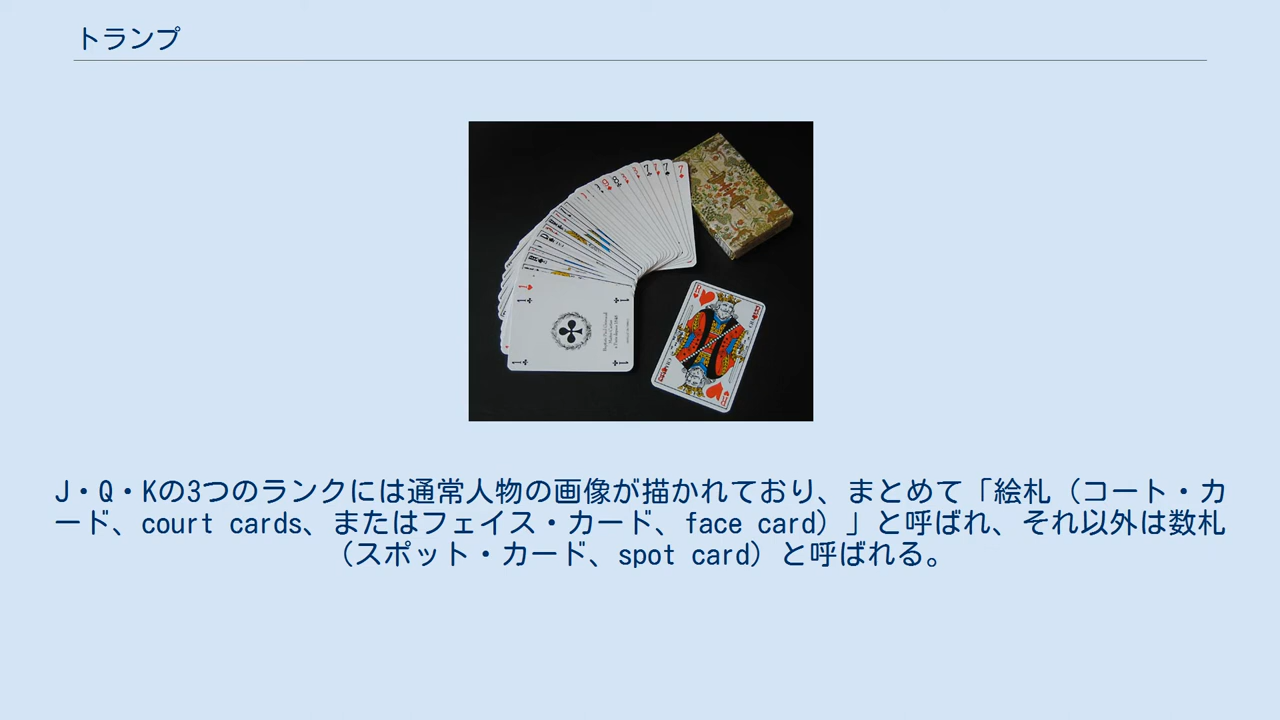 トランプ
J・Q・Kの3つのランクには通常人物の画像が描かれており、まとめて「絵札（コート・カ
ード、court cards、またはフェイス・カード、face card）」と呼ばれ、それ以外は数札
（スポット・カード、spot card）と呼ばれる。